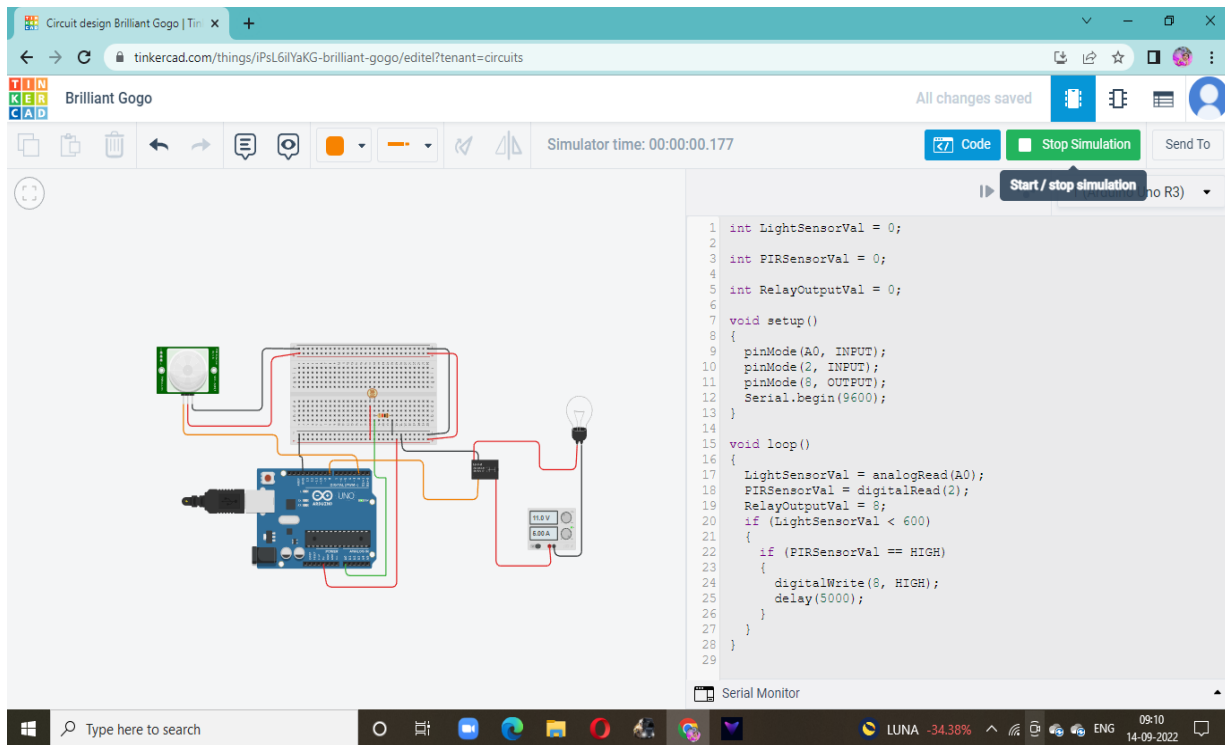 Circuit design Brilliant Gogo | Tin
tinkercad.com/things/iPsL6ilYaKG-brilliant-gogo/editel?tenant=circuits
TIN
KER
CAD
Brilliant Gogo
All changes saved
Simulator time: 00:00:00.177
Code
Stop Simulation
Send To
Start / stop simulation
no R3)
1 int LightSensorVal = 0;
2
3 int PIRSensorVal = 0;
4
5 int RelayOutputVal = 0;
6
7 void setup()
8 {
9 pinMode(A0, INPUT);
10 pinMode(2, INPUT);
11 pinMode(8, OUTPUT);
12 Serial.begin(9600);
13 }
14
15 void loop()
16 {
17 LightSensorVal = analogRead(A0);
18 PIRSensorVal = digitalRead(2);
19 RelayOutputVal = 8;
20 if (LightSensorVal < 600)
21 {
22 if (PIRSensorVal == HIGH)
23 {
24 digitalWrite(8, HIGH);
25 delay(5000);
26 }
27 }
28 }
29
UNO
ARDUINO
11.0 V
6.00 A
Serial Monitor
Type here to search
LUNA -34.38%
ENG
09:10
14-09-2022